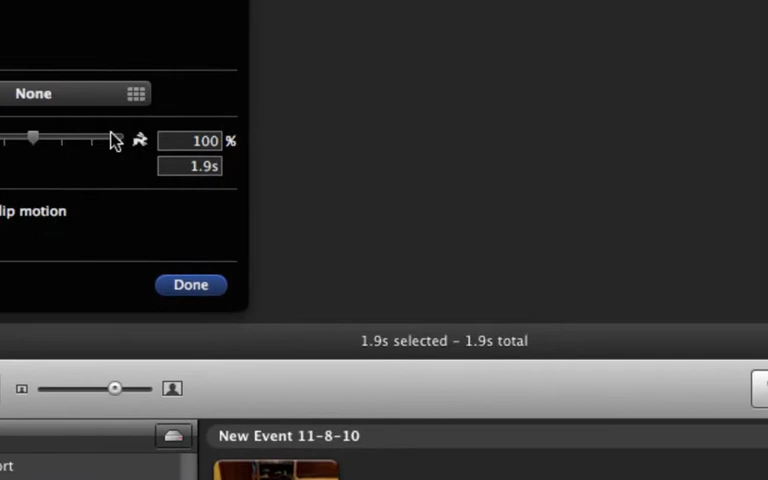 None
100 %
1.9s
lip motion
Done
1.9s selected – 1.9s total
New Event 11-8-10
ort